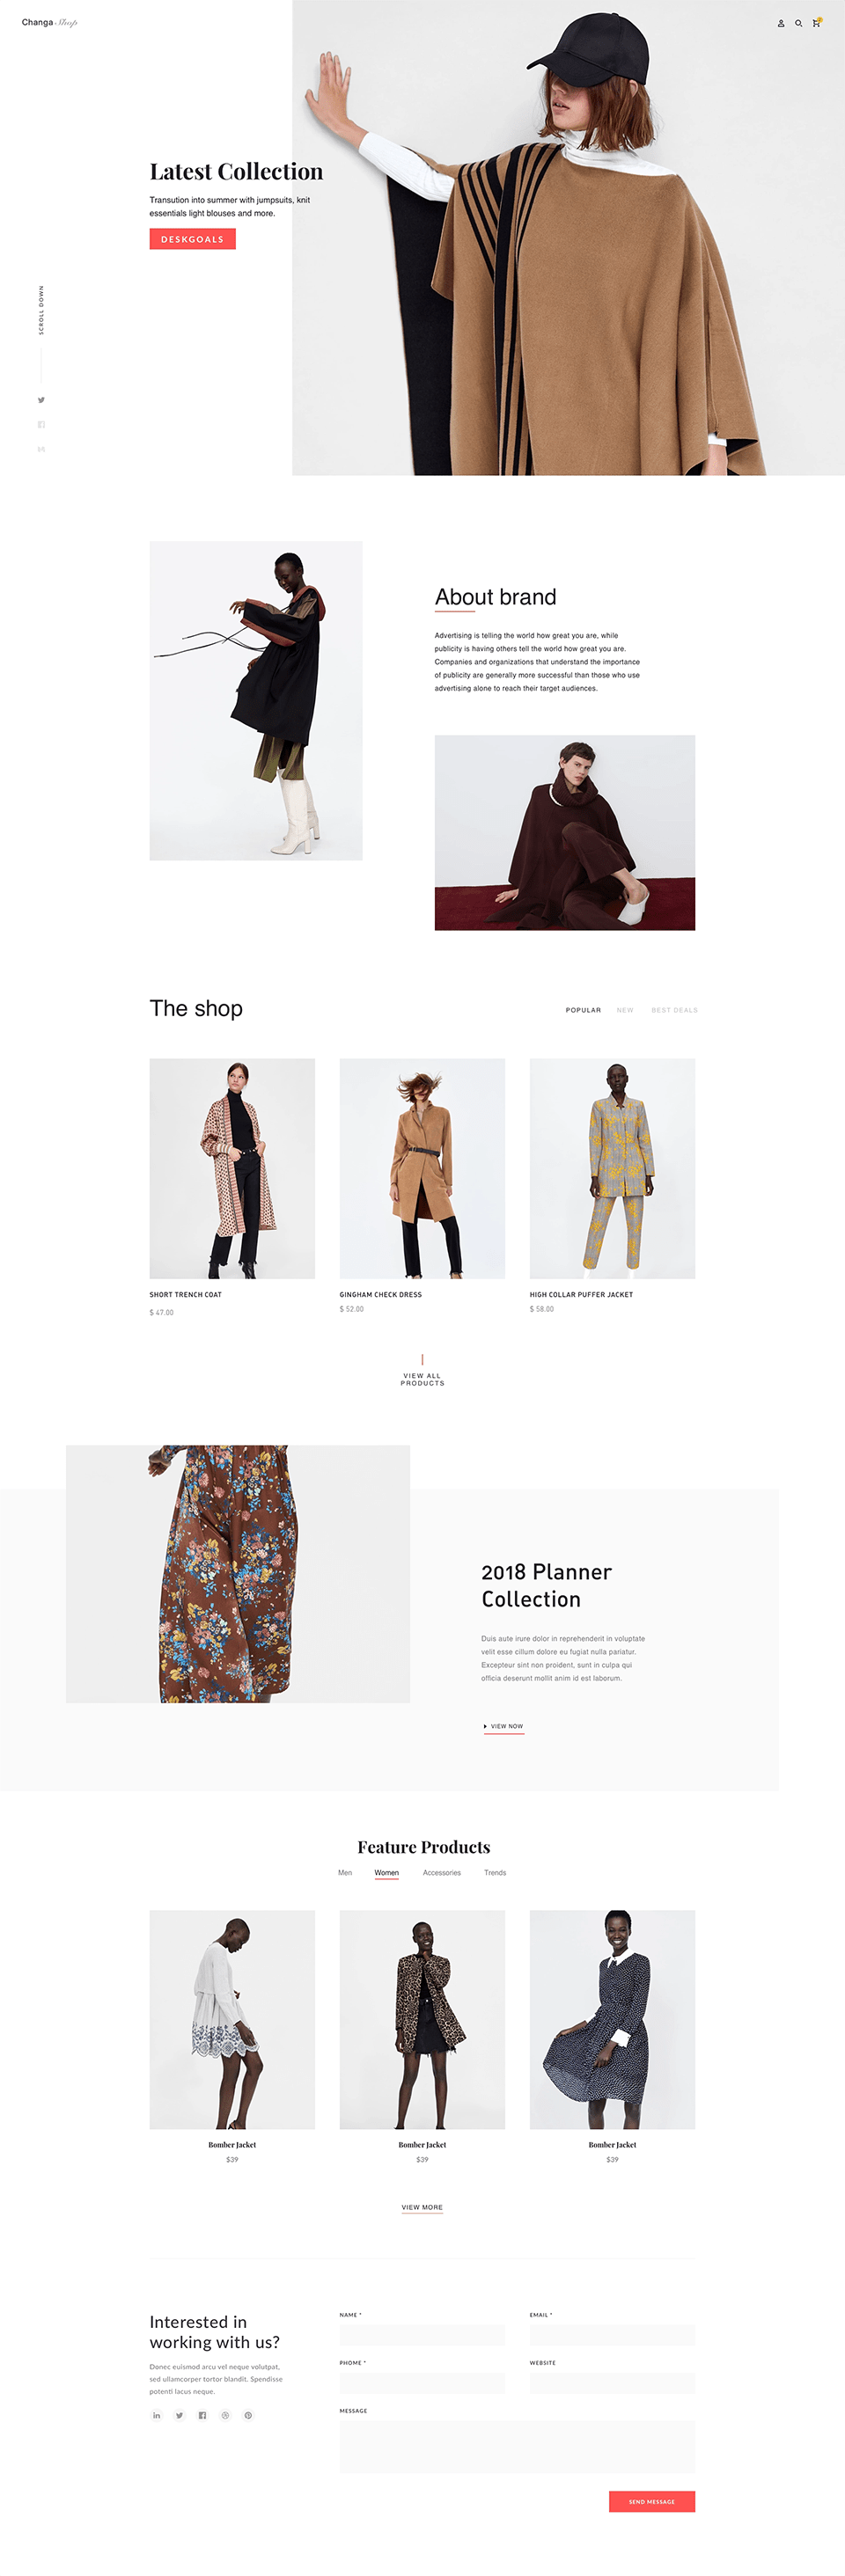 Changa Shop
Latest Collection
Transution into summer with jumpsuits, knit
essentials light blouses and more.
DESKGOALS
SCROLL DOWN
About brand
Advertising is telling the world how great you are, while
publicity is having others tell the world how great you are.
Companies and organizations that understand the importance
of publicity are generally more successful than those who use
advertising alone to reach their target audiences.
The shop
POPULAR NEW BEST DEALS
SHORT TRENCH COAT
$ 47.00
GINGHAM CHECK DRESS
$ 52.00
HIGH COLLAR PUFFER JACKET
$ 58.00
VIEW ALL
PRODUCTS
2018 Planner
Collection
Duis aute irure dolor in reprehenderit in voluptate
velit esse cillum dolore eu fugiat nulla pariatur.
Excepteur sint non proident, sunt in culpa qui
officia deserunt mollit anim id est laborum.
VIEW NOW
Feature Products
Men Women Accessories Trends
Bomber Jacket
$39
Bomber Jacket
$39
Bomber Jacket
$39
VIEW MORE
Interested in
working with us?
Donec euismod arcu vel neque volutpat,
sed ullamcorper tortor blandit. Spendisse
potenti lacus neque.
NAME *
EMAIL *
PHOME *
WEBSITE
MESSAGE
SEND MESSAGE